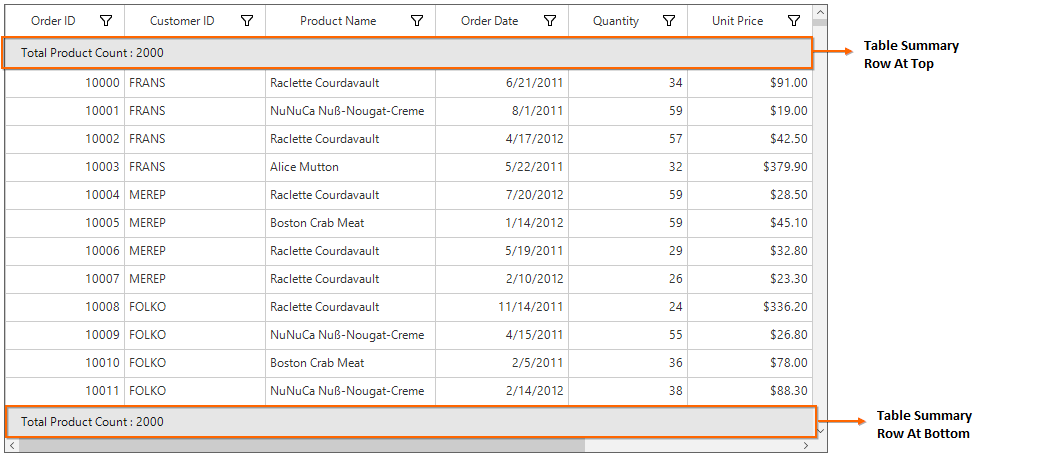 Order ID Customer ID Product Name Order Date Quantity Unit Price
Total Product Count : 2000
Table Summary
Row At Top
10000 FRANS Raclette Courdavault 6/21/2011 34 $91.00
10001 FRANS NuNuCa Nuß-Nougat-Creme 8/1/2011 59 $19.00
10002 FRANS Raclette Courdavault 4/17/2012 57 $42.50
10003 FRANS Alice Mutton 5/22/2011 32 $379.90
10004 MEREP Raclette Courdavault 7/20/2012 59 $28.50
10005 MEREP Boston Crab Meat 1/14/2012 59 $45.10
10006 MEREP Raclette Courdavault 5/19/2011 29 $32.80
10007 MEREP Raclette Courdavault 2/10/2012 26 $23.30
10008 FOLKO Raclette Courdavault 11/14/2011 24 $336.20
10009 FOLKO NuNuCa Nuß-Nougat-Creme 4/15/2011 55 $26.80
10010 FOLKO Boston Crab Meat 2/5/2011 36 $78.00
10011 FOLKO NuNuCa Nuß-Nougat-Creme 2/14/2012 38 $88.30
Total Product Count : 2000
Table Summary
Row At Bottom